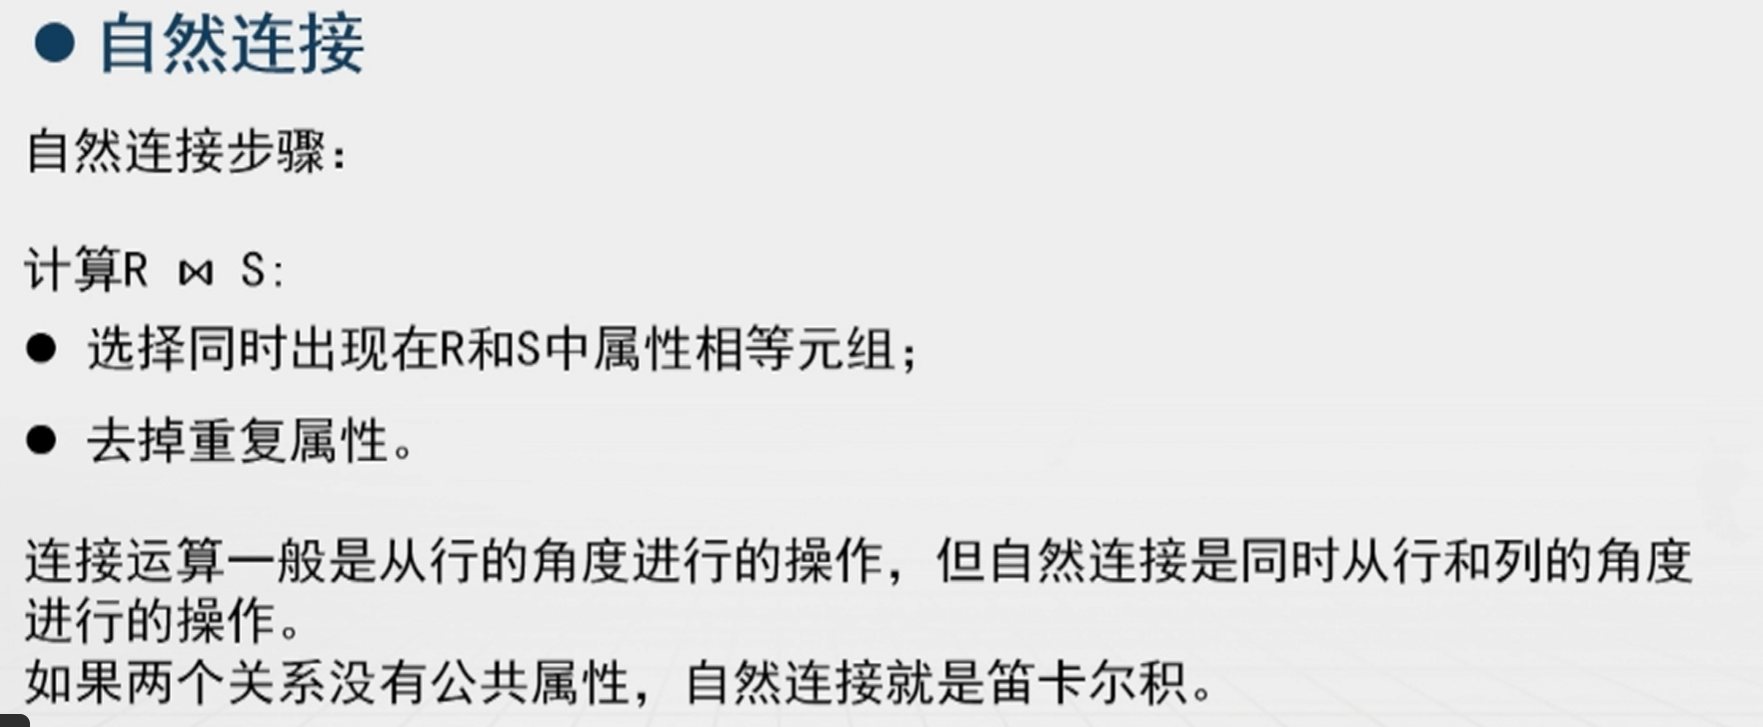 ● 自然连接
自然连接步骤：
计算R ⋈ S:
● 选择同时出现在R和S中属性相等元组；
● 去掉重复属性。
连接运算一般是从行的角度进行的操作，但自然连接是同时从行和列的角度
进行的操作。
如果两个关系没有公共属性，自然连接就是笛卡尔积。